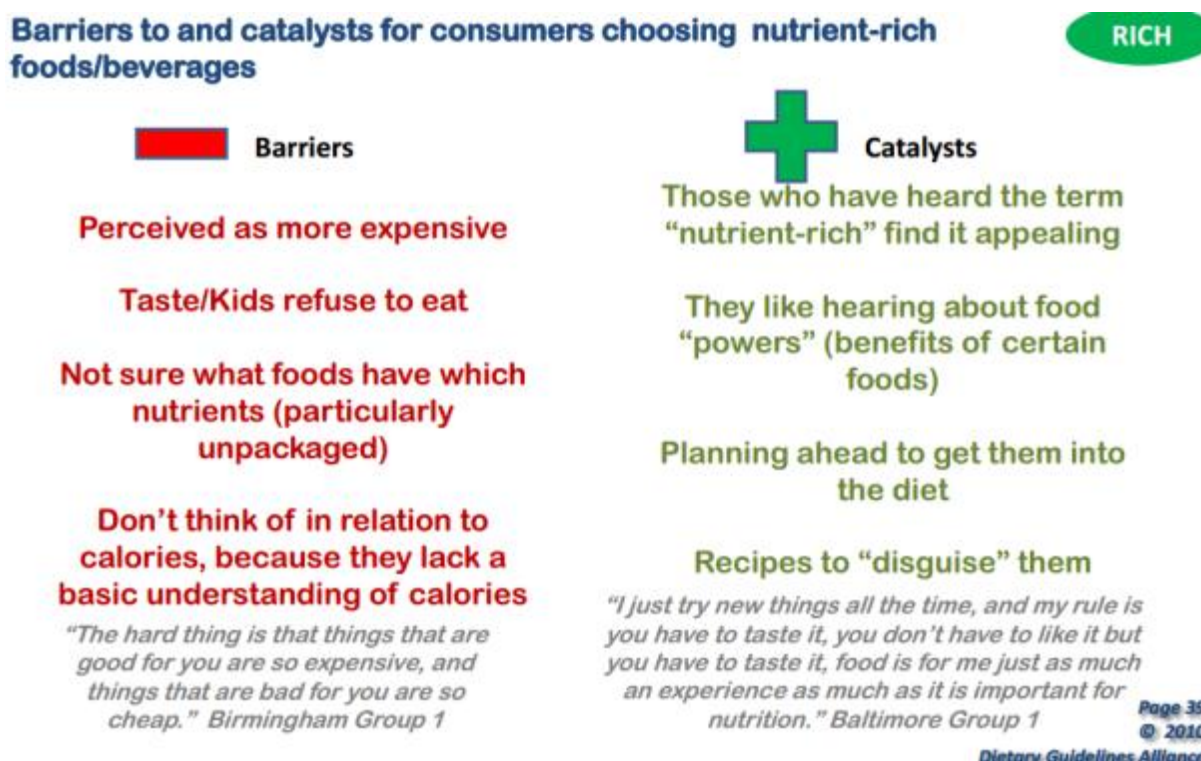 Barriers to and catalysts for consumers choosing nutrient-rich
foods/beverages
RICH
Barriers
Perceived as more expensive
Taste/Kids refuse to eat
Not sure what foods have which
nutrients (particularly
unpackaged)
Don't think of in relation to
calories, because they lack a
basic understanding of calories
"The hard thing is that things that are
good for you are so expensive, and
things that are bad for you are so
cheap." Birmingham Group 1
Catalysts
Those who have heard the term
"nutrient-rich" find it appealing
They like hearing about food
"powers" (benefits of certain
foods)
Planning ahead to get them into
the diet
Recipes to "disguise" them
"I just try new things all the time, and my rule is
you have to taste it, you don't have to like it but
you have to taste it, food is for me just as much
an experience as much as it is important for
nutrition." Baltimore Group 1
Page 39
© 2010
Dietary Guidelines Alliance